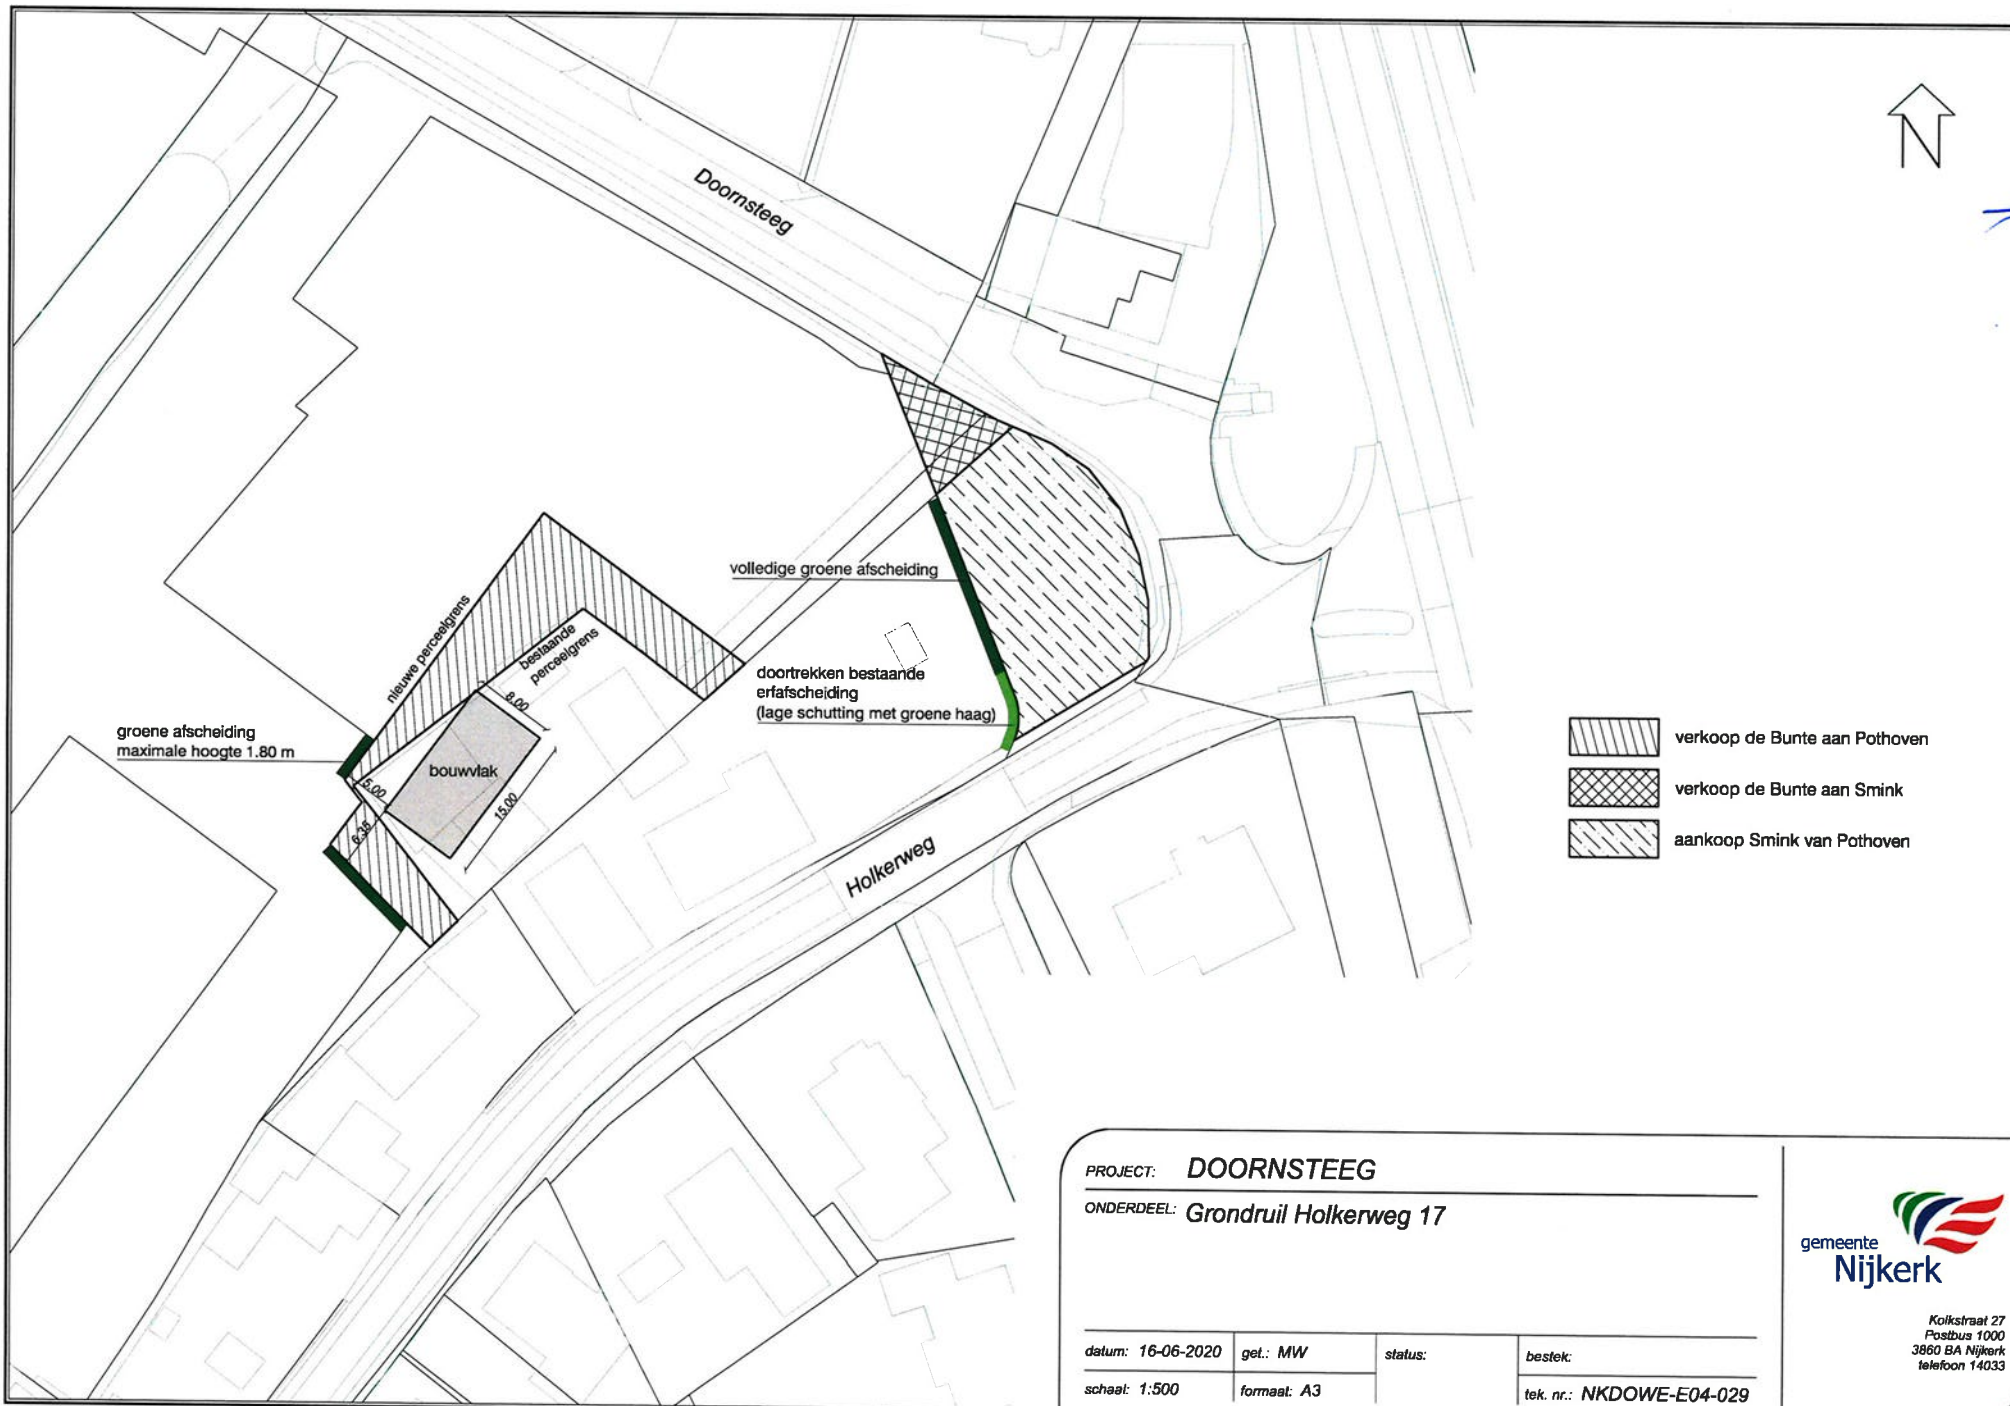 N
Doornsteeg
volledige groene afscheiding
nieuwe perceelgrens
bestaande
perceelgrens
doortrekken bestaande
erfafscheiding
(lage schutting met groene haag)
8.00
groene afscheiding
maximale hoogte 1.80 m
bouwvlak
5.00
15.00
6.35
Holkerweg
verkoop de Bunte aan Pothoven
verkoop de Bunte aan Smink
aankoop Smink van Pothoven
PROJECT: DOORNSTEEG
ONDERDEEL: Grondruil Holkerweg 17
gemeente
Nijkerk
Kolkstraat 27
Postbus 1000
3860 BA Nijkerk
telefoon 14033
datum: 16-06-2020 get.: MW status: bestek:
schaal: 1:500 formaat: A3 tek. nr.: NKDOWE-E04-029